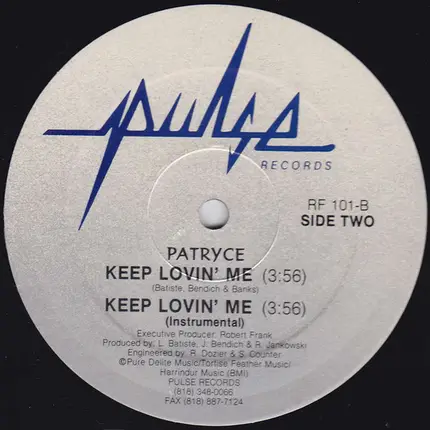 pulse
RECORDS
RF 101-B
SIDE TWO
PATRYCE
KEEP LOVIN' ME (3:56)
(Batiste, Bendich & Banks)
KEEP LOVIN' ME (3:56)
(Instrumental)
Executive Producer: Robert Frank
Produced by; L. Batiste, J. Bendich & R. Jankowski
Engineered by: R. Dozier & S. Counter
©Pure Delite Music/Tortise Feather Music/
Harrindur Music (BMI)
PULSE RECORDS
(818) 348-0066
FAX (818) 887-7124